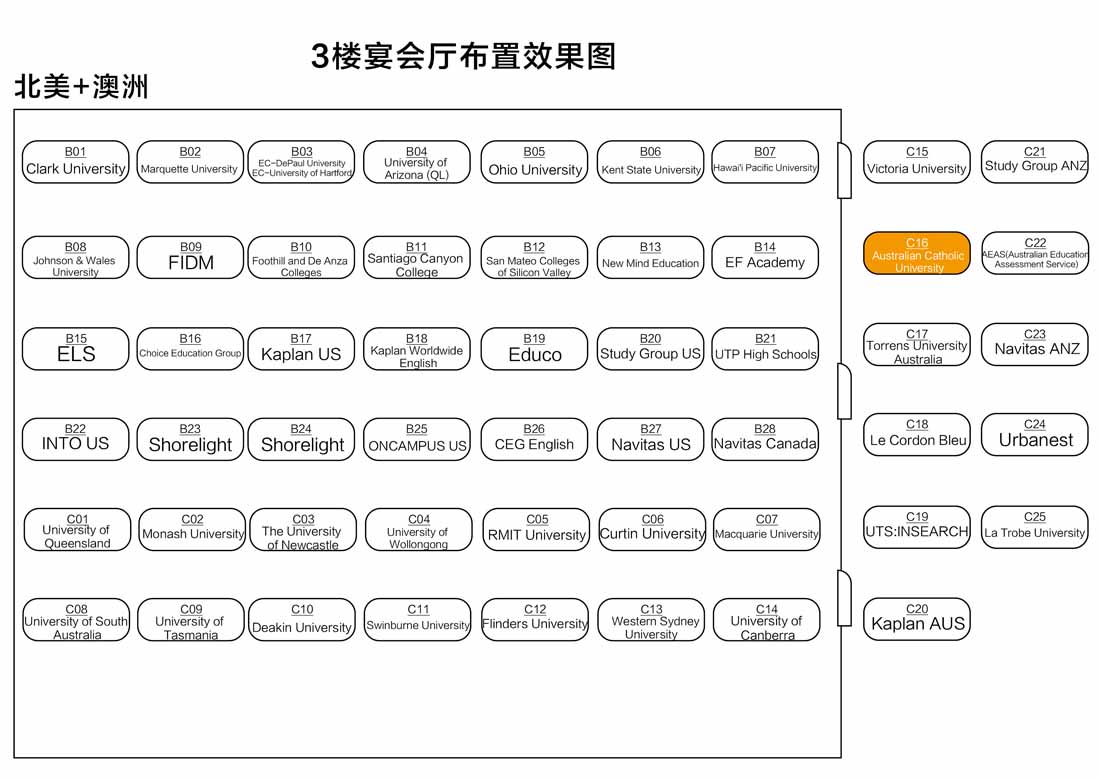 3楼宴会厅布置效果图
北美+澳洲
B01
Clark University
B02
Marquette University
B03
EC-DePaul University
EC-University of Hartford
B04
University of
Arizona (QL)
B05
Ohio University
B06
Kent State University
B07
Hawai'i Pacific University
C15
Victoria University
C21
Study Group ANZ
B08
Johnson & Wales
University
B09
FIDM
B10
Foothill and De Anza
Colleges
B11
Santiago Canyon
College
B12
San Mateo Colleges
of Silicon Valley
B13
New Mind Education
B14
EF Academy
C16
Australian Catholic
University
C22
AEAS(Australian Education
Assessment Service)
B15
ELS
B16
Choice Education Group
B17
Kaplan US
B18
Kaplan Worldwide
English
B19
Educo
B20
Study Group US
B21
UTP High Schools
C17
Torrens University
Australia
C23
Navitas ANZ
B22
INTO US
B23
Shorelight
B24
Shorelight
B25
ONCAMPUS US
B26
CEG English
B27
Navitas US
B28
Navitas Canada
C18
Le Cordon Bleu
C24
Urbanest
C01
University of
Queensland
C02
Monash University
C03
The University
of Newcastle
C04
University of
Wollongong
C05
RMIT University
C06
Curtin University
C07
Macquarie University
C19
UTS:INSEARCH
C25
La Trobe University
C08
University of South
Australia
C09
University of
Tasmania
C10
Deakin University
C11
Swinburne University
C12
Flinders University
C13
Western Sydney
University
C14
University of
Canberra
C20
Kaplan AUS